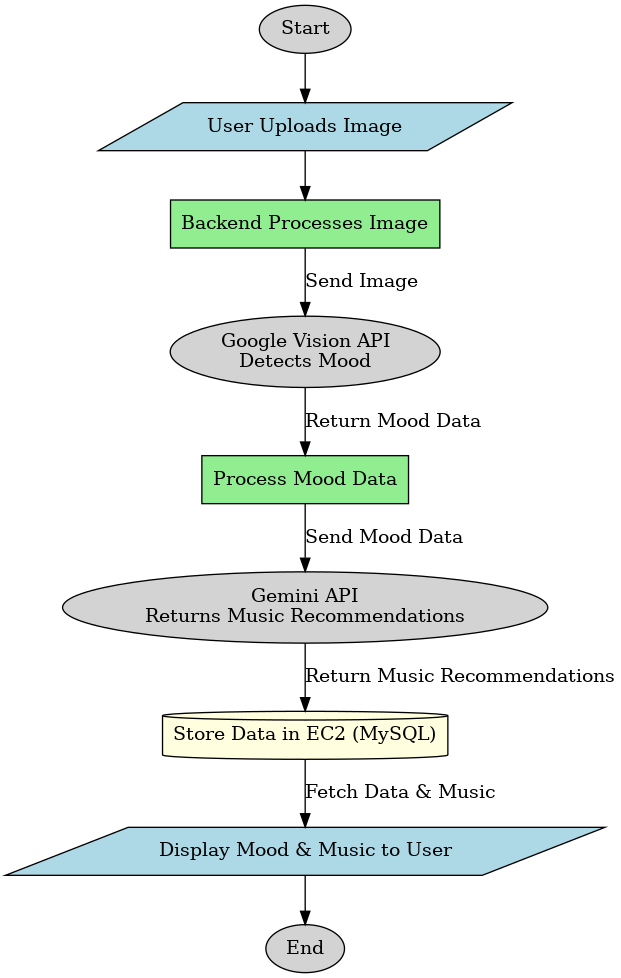 Start
User Uploads Image
Backend Processes Image
Send Image
Google Vision API
Detects Mood
Return Mood Data
Process Mood Data
Send Mood Data
Gemini API
Returns Music Recommendations
Return Music Recommendations
Store Data in EC2 (MySQL)
Fetch Data & Music
Display Mood & Music to User
End